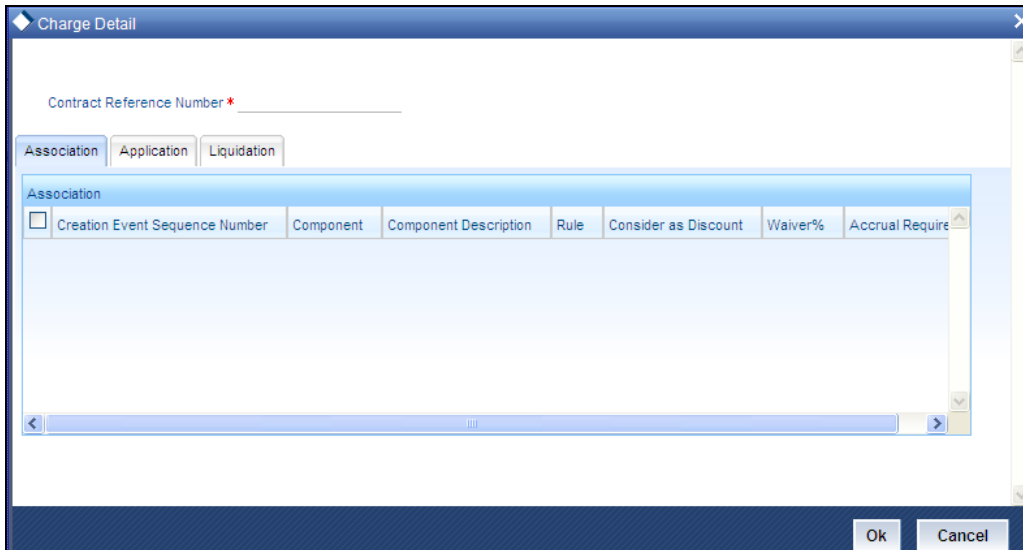 Charge Detail
Contract Reference Number *
Association Application Liquidation
Association
Creation Event Sequence Number Component Component Description Rule Consider as Discount Waiver% Accrual Require
Ok Cancel